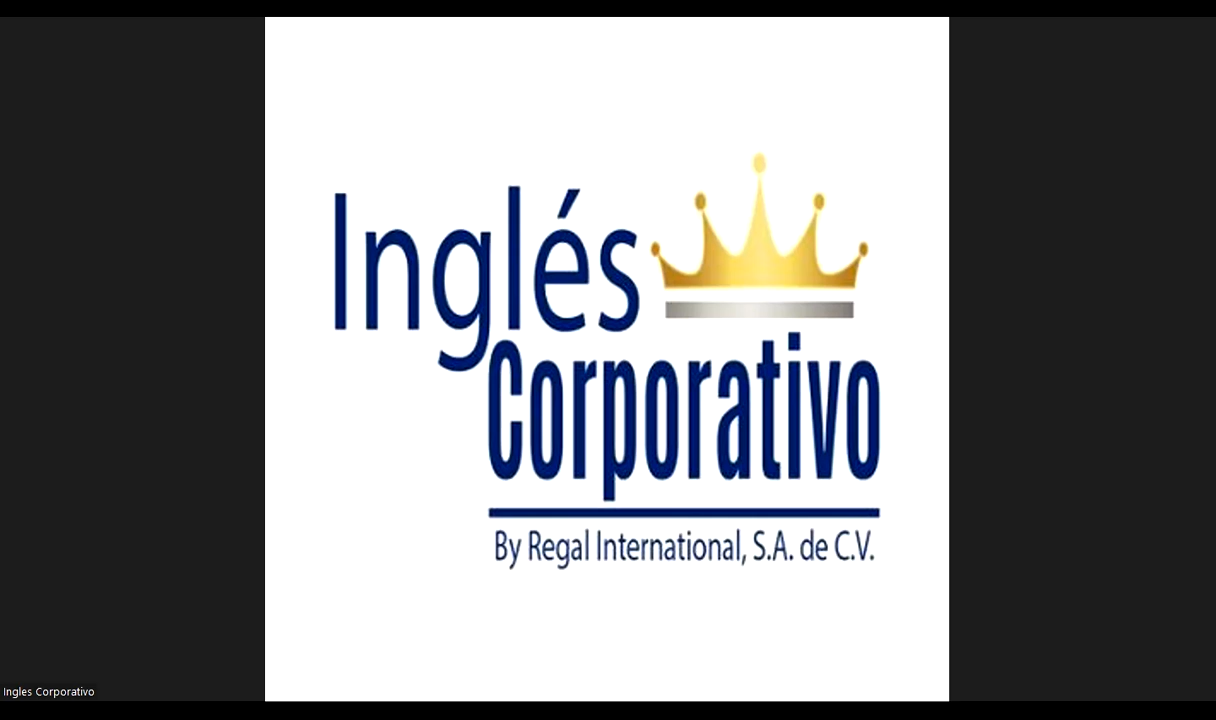 Inglés
Corporativo
By Regal International, S.A. de C.V.
Ingles Corporativo